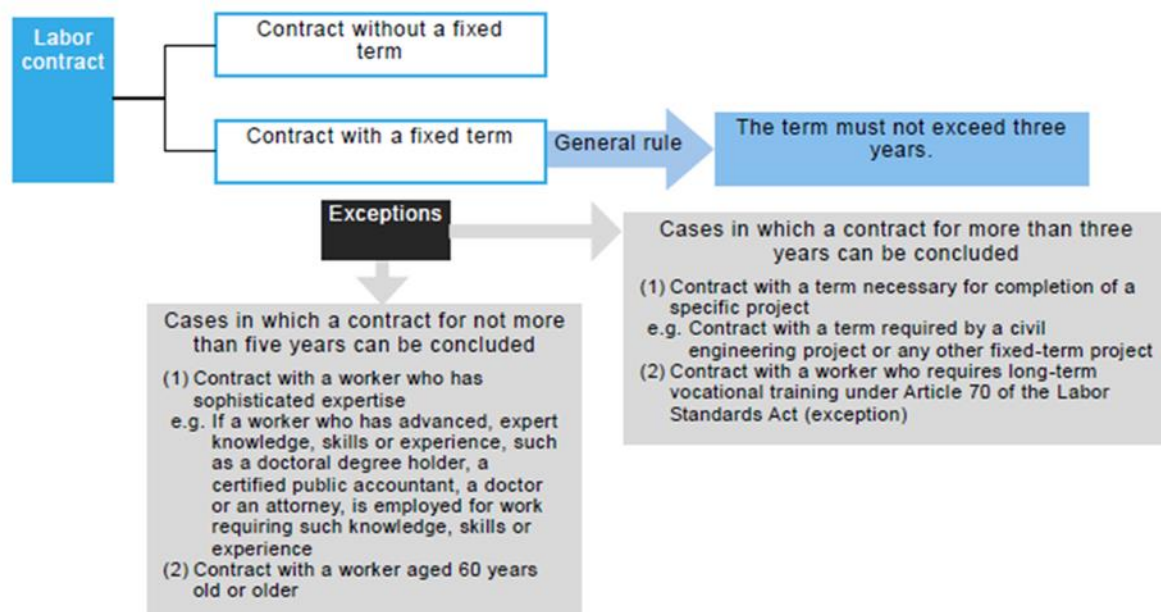 Labor
contract
Contract without a fixed
term
Contract with a fixed term
General rule
The term must not exceed three
years.
Exceptions
Cases in which a contract for more than three
years can be concluded
(1) Contract with a term necessary for completion of a
specific project
e.g. Contract with a term required by a civil
engineering project or any other fixed-term project
(2) Contract with a worker who requires long-term
vocational training under Article 70 of the Labor
Standards Act (exception)
Cases in which a contract for not more
than five years can be concluded
(1) Contract with a worker who has
sophisticated expertise
e.g. If a worker who has advanced, expert
knowledge, skills or experience, such
as a doctoral degree holder, a
certified public accountant, a doctor
or an attorney, is employed for work
requiring such knowledge, skills or
experience
(2) Contract with a worker aged 60 years
old or older